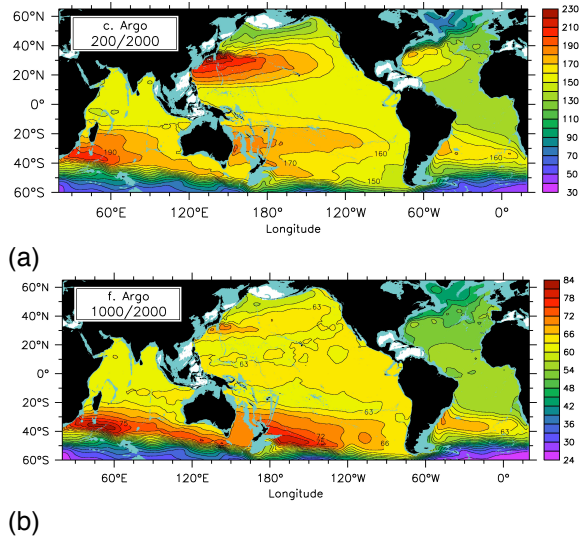 c. Argo
200/2000
60°N
40°N
20°N
0°
20°S
40°S
60°S
190
170
160
150
160
60°E
120°E
180°W
120°W
60°W
0°
Longitude
230
210
190
170
150
130
110
90
70
50
30
(a)
f. Argo
1000/2000
60°N
40°N
20°N
0°
20°S
40°S
60°S
63
63
63
66
63
60°E
120°E
180°W
120°W
60°W
0°
Longitude
84
78
72
66
60
54
48
42
36
30
24
(b)